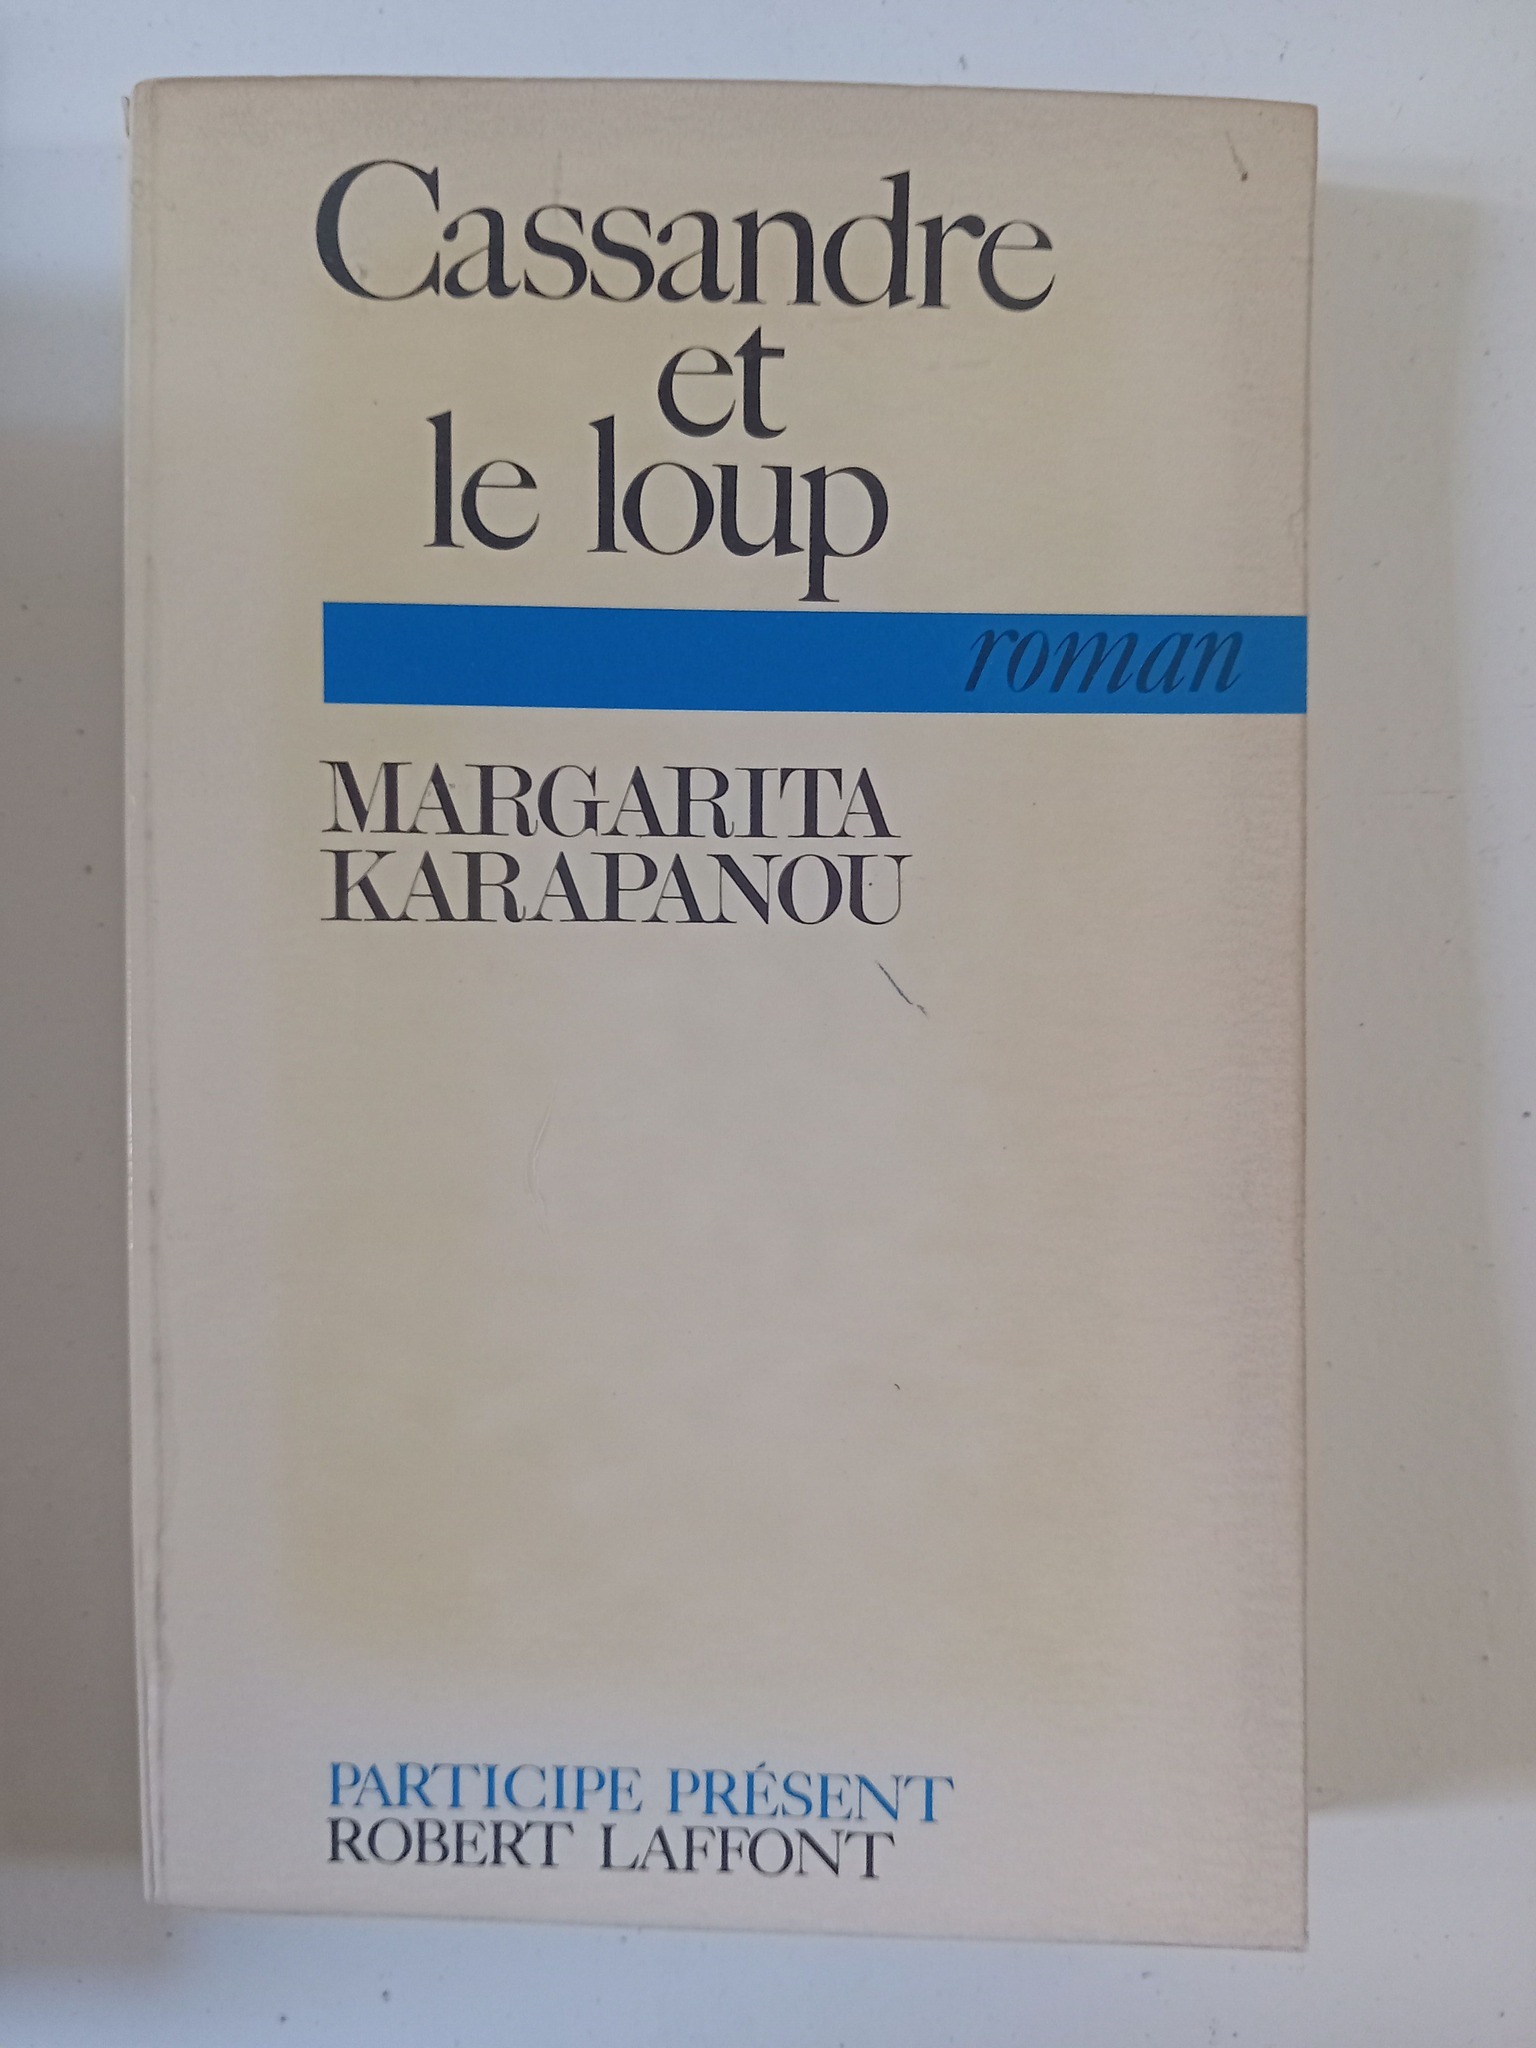 Cassandre
et
le loup
roman
MARGARITA
KARAPANOU
PARTICIPE PRÉSENT
ROBERT LAFFONT